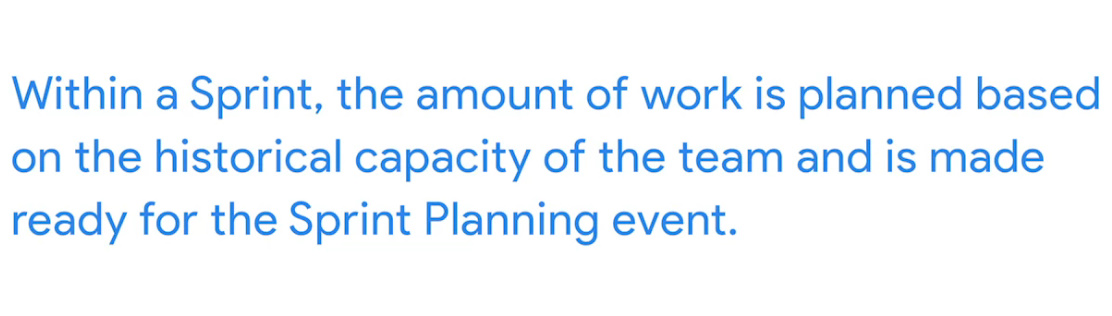 Within a Sprint, the amount of work is planned based
on the historical capacity of the team and is made
ready for the Sprint Planning event.